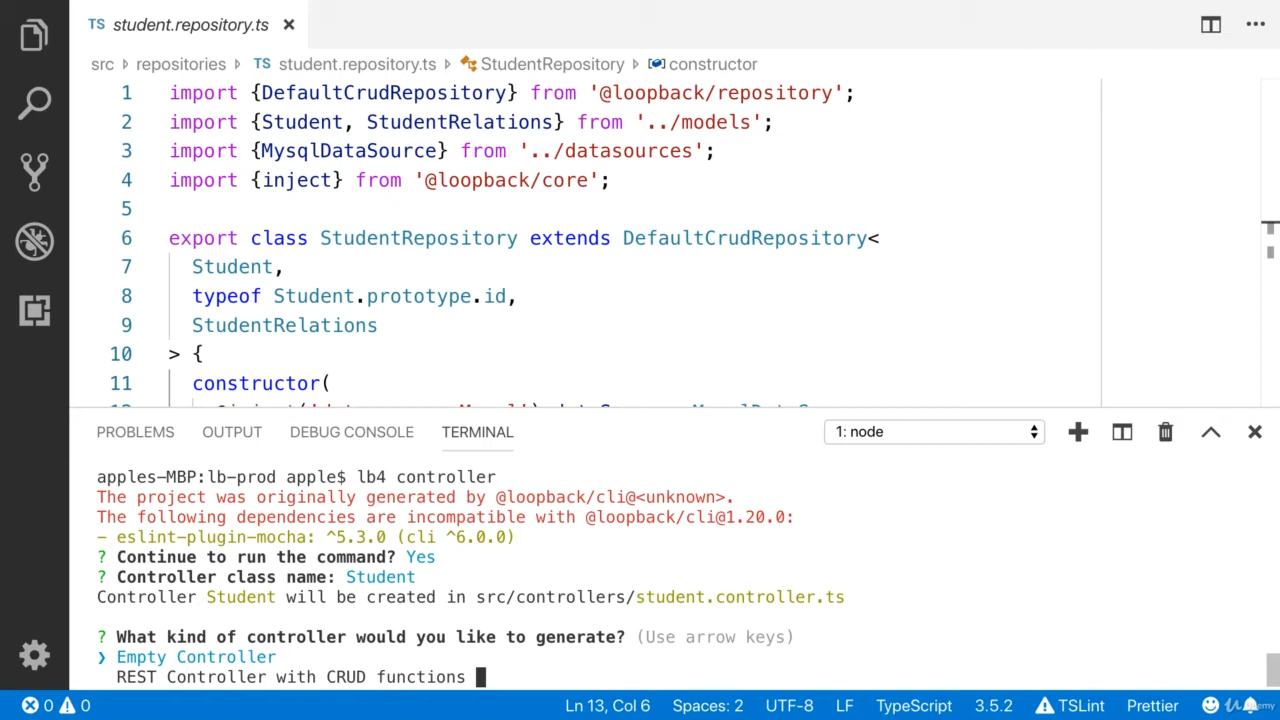 TS student.repository.ts ×
src repositories TS student.repository.ts StudentRepository constructor
1 import {DefaultCrudRepository} from '@loopback/repository';
2 import {Student, StudentRelations} from '../models';
3 import {MysqlDataSource} from '../datasources';
4 import {inject} from '@loopback/core';
5
6 export class StudentRepository extends DefaultCrudRepository<
7 Student,
8 typeof Student.prototype.id,
9 StudentRelations
10 > {
11 constructor(
PROBLEMS OUTPUT DEBUG CONSOLE TERMINAL 1: node
apples-MBP:lb-prod apple$ lb4 controller
The project was originally generated by @loopback/cli@<unknown>.
The following dependencies are incompatible with @loopback/cli@1.20.0:
- eslint-plugin-mocha: ^5.3.0 (cli ^6.0.0)
? Continue to run the command? Yes
? Controller class name: Student
Controller Student will be created in src/controllers/student.controller.ts
? What kind of controller would you like to generate? (Use arrow keys)
❯ Empty Controller
REST Controller with CRUD functions
0 0 Ln 13, Col 6 Spaces: 2 UTF-8 LF TypeScript 3.5.2 TSLint Prettier